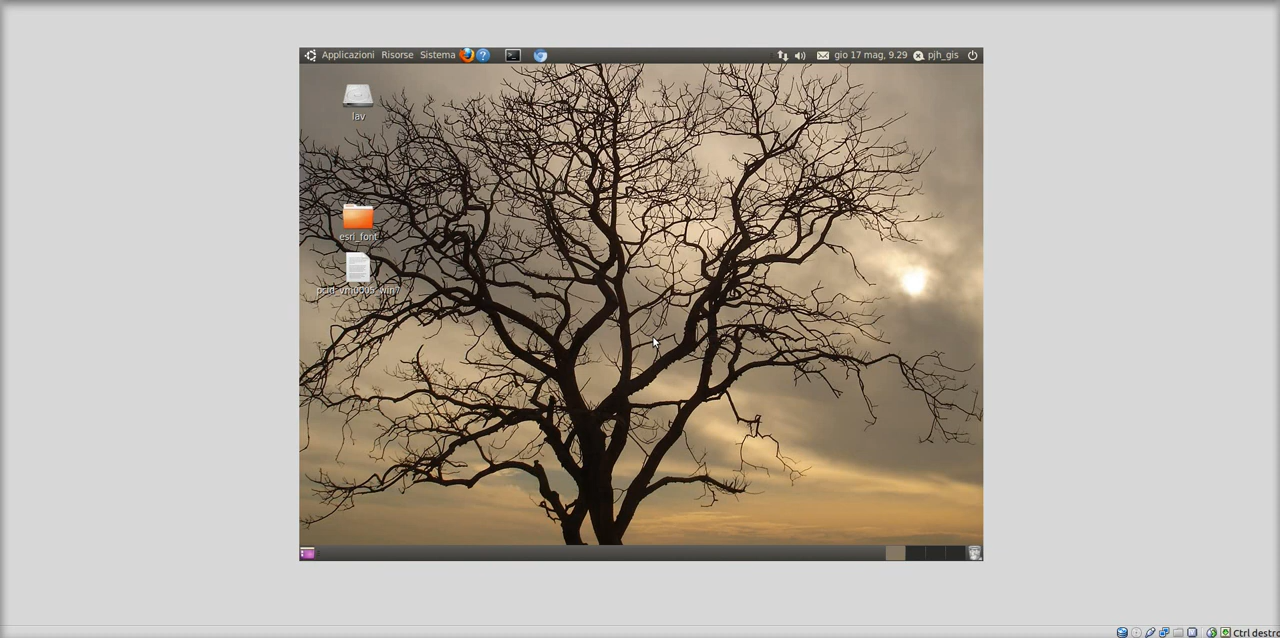 Applicazioni Risorse Sistema gio 17 mag, 9.29 pjh_gis
lav
esri_font
Ctrl destro